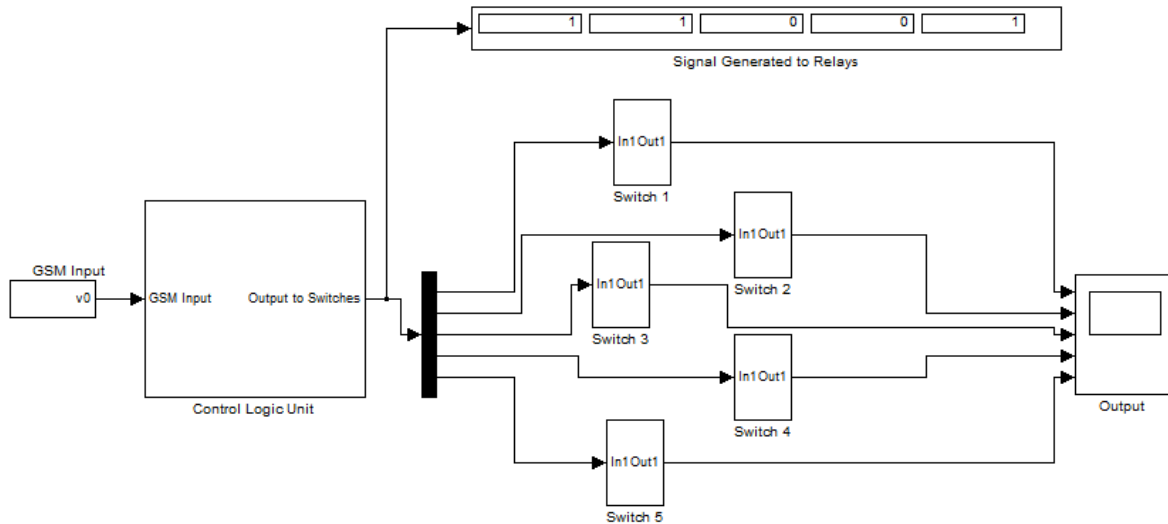 1 1 0 0 1
Signal Generated to Relays
In1 Out1
Switch 1
In1 Out1
Switch 2
GSM Input
v0
GSM Input Output to Switches
Control Logic Unit
In1 Out1
Switch 3
In1 Out1
Switch 4
In1 Out1
Switch 5
Output